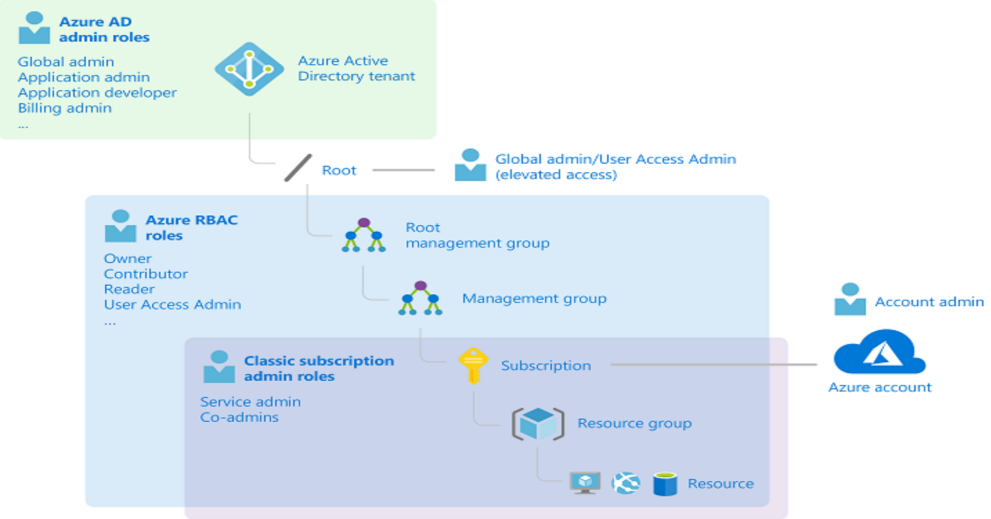 Azure AD
admin roles
Global admin
Application admin
Application developer
Billing admin
...
Azure Active
Directory tenant
Root
Global admin/User Access Admin
(elevated access)
Azure RBAC
roles
Owner
Contributor
Reader
User Access Admin
...
Root
management group
Management group
Account admin
Azure account
Classic subscription
admin roles
Service admin
Co-admins
Subscription
Resource group
Resource